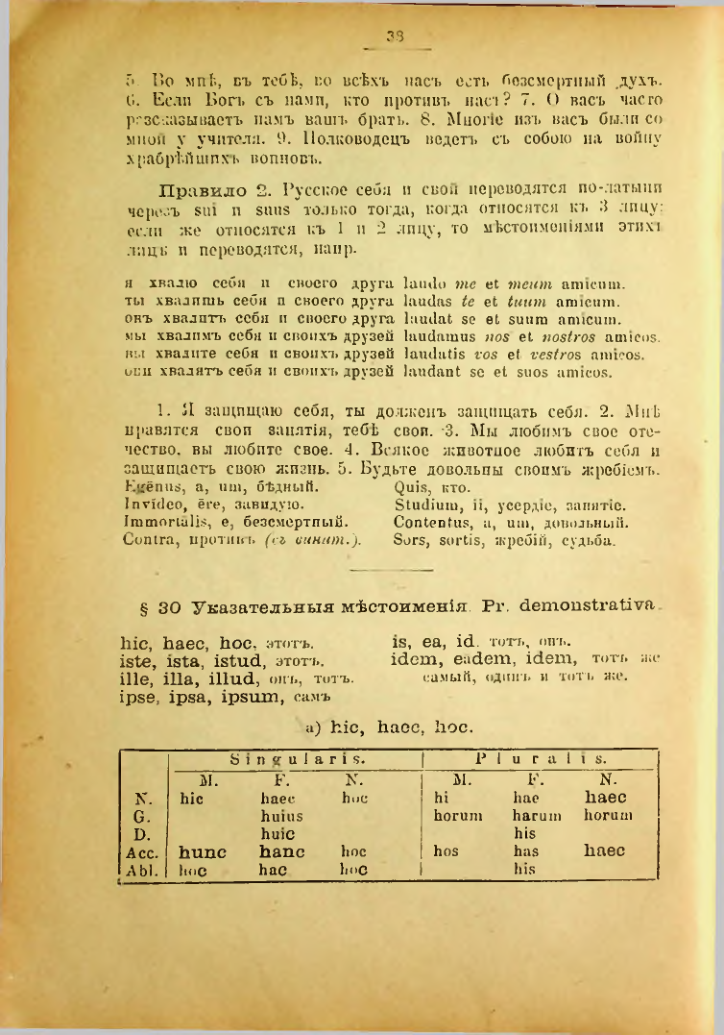 38
5. Во мнѣ, въ тебѣ, во всѣхъ насъ есть безсмертный духъ.
6. Если Богъ съ нами, кто противъ насъ? 7. О васъ часто
разсказываетъ намъ вашъ братъ. 8. Многіе изъ васъ были со
мной у учителя. 9. Полководецъ ведетъ съ собою на войну
храбрѣйшихъ воиновъ.
Правило 2. Русское себя и свой переводятся по-латыни
черезъ sui и suus только тогда, когда относятся къ 3 лицу:
если же относятся къ 1 и 2 лицу, то мѣстоименіями этихъ
лицъ и переводятся, напр.
я хвалю себя и своего друга laudo me et meum amicum.
ты хвалишь себя и своего друга laudas te et tuum amicum.
онъ хвалитъ себя и своего друга laudat se et suum amicum.
мы хвалимъ себя и своихъ друзей laudamus nos et nostros amicos.
вы хвалите себя и своихъ друзей laudatis vos et vestros amicos.
они хвалятъ себя и своихъ друзей laudant se et suos amicos.
1. Я защищаю себя, ты долженъ защищать себя. 2. Мнѣ
нравятся свои занятія, тебѣ свои. 3. Мы любимъ свое оте-
чество, вы любите свое. 4. Всякое животное любитъ себя и
защищаетъ свою жизнь. 5. Будьте довольны своимъ жребіемъ.
Egēnus, a, um, бѣдный. Quis, кто.
Invideo, ēre, завидую. Studium, ii, усердіе, занятіе.
Immortālis, e, безсмертный. Contentus, a, um, довольный.
Contra, противъ (съ винит.). Sors, sortis, жребій, судьба.
§ 30 Указательныя мѣстоименія. Pr. demonstrativa.
hic, haec, hoc, этотъ. is, ea, id. тотъ, онъ.
iste, ista, istud, этотъ. idem, eadem, idem, тотъ же
ille, illa, illud, онъ, тотъ. самый, одинъ и тотъ же.
ipse, ipsa, ipsum, самъ
a) hic, haec, hoc.
Singularis. Pluralis.
M. F. N. M. F. N.
N. hic haec hoc hi hae haec
G. huius horum harum horum
D. huic his
Acc. hunc hanc hoc hos has haec
Abl. hoc hac hoc his